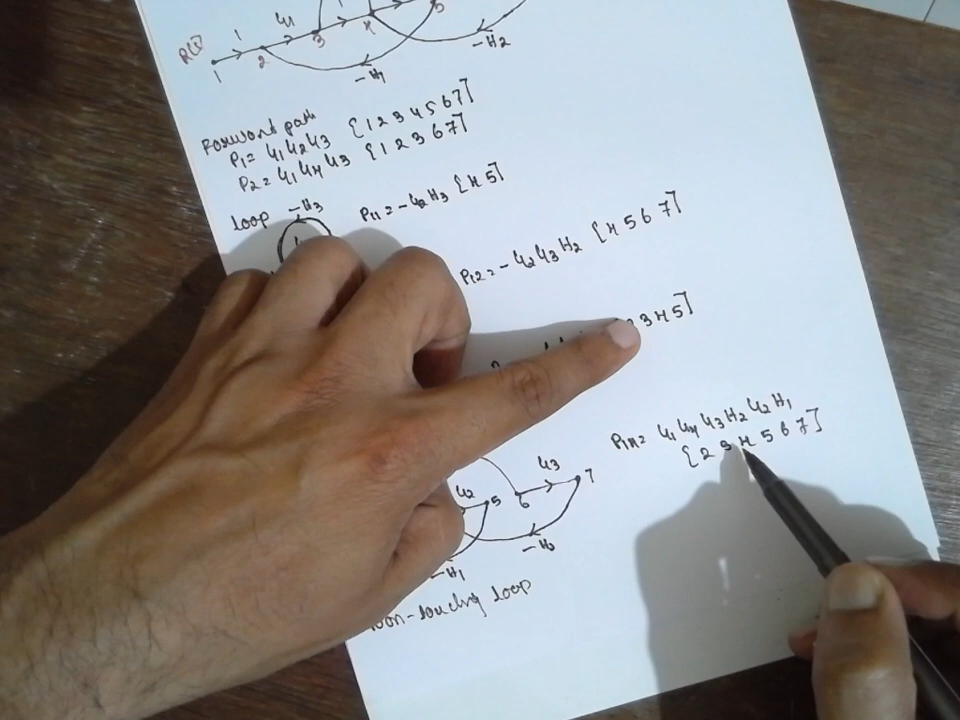 R(s) 1 G1
1 2 3 4 5
-H1 -H2
Forward path
P1 = G1G2G3 {1 2 3 4 5 6 7}
P2 = G1G4G3 {1 2 3 6 7}
loop -H3
P11 = -G2H3 {4 5}
P12 = -G2G3H2 {4 5 6 7}
3 4 5}
P14 = G1G4G3H2G2H1
{2 3 4 5 6 7}
G2 5 6 G3 7
-H1
Non-touching loop